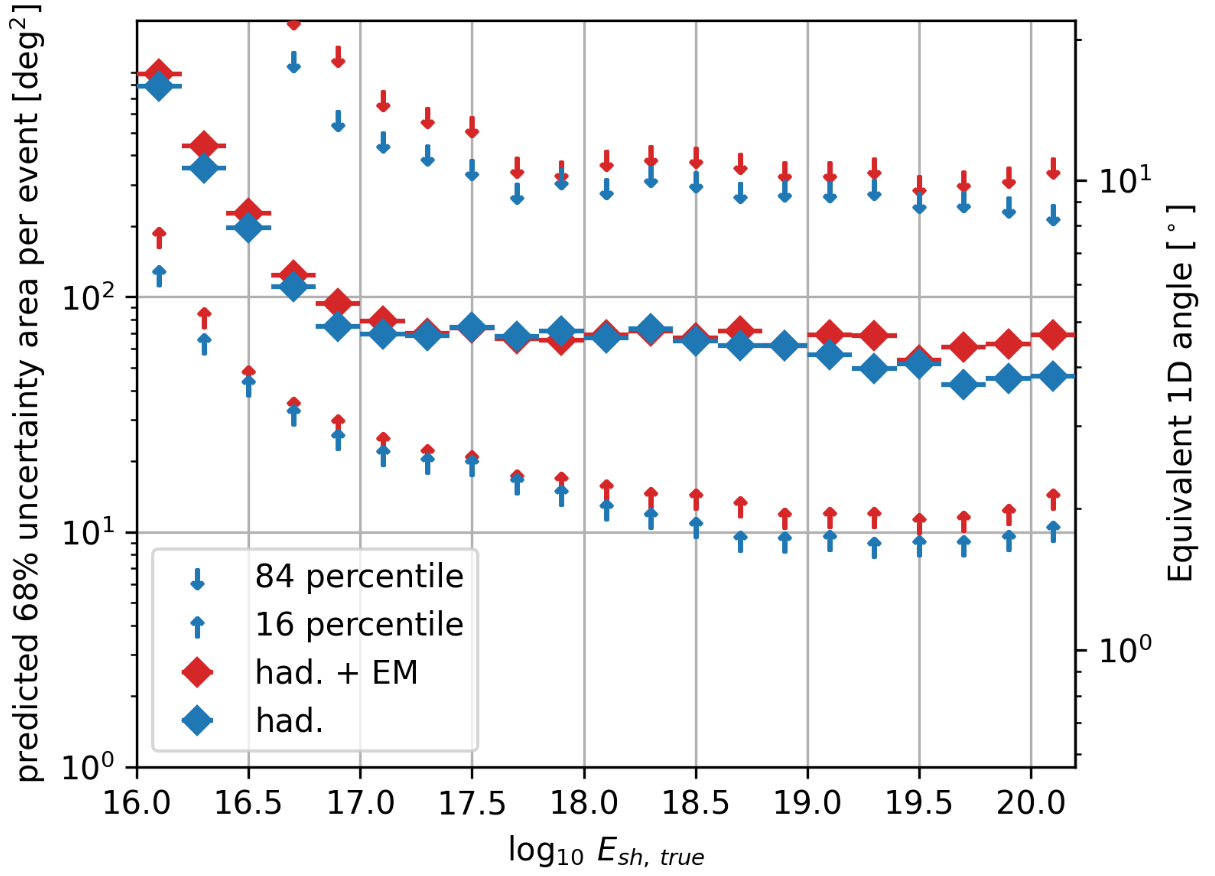 predicted 68% uncertainty area per event [deg²]
10²
10¹
10⁰
84 percentile
16 percentile
had. + EM
had.
16.0 16.5 17.0 17.5 18.0 18.5 19.0 19.5 20.0
log₁₀ E_sh, true
10¹
10⁰
Equivalent 1D angle [°]